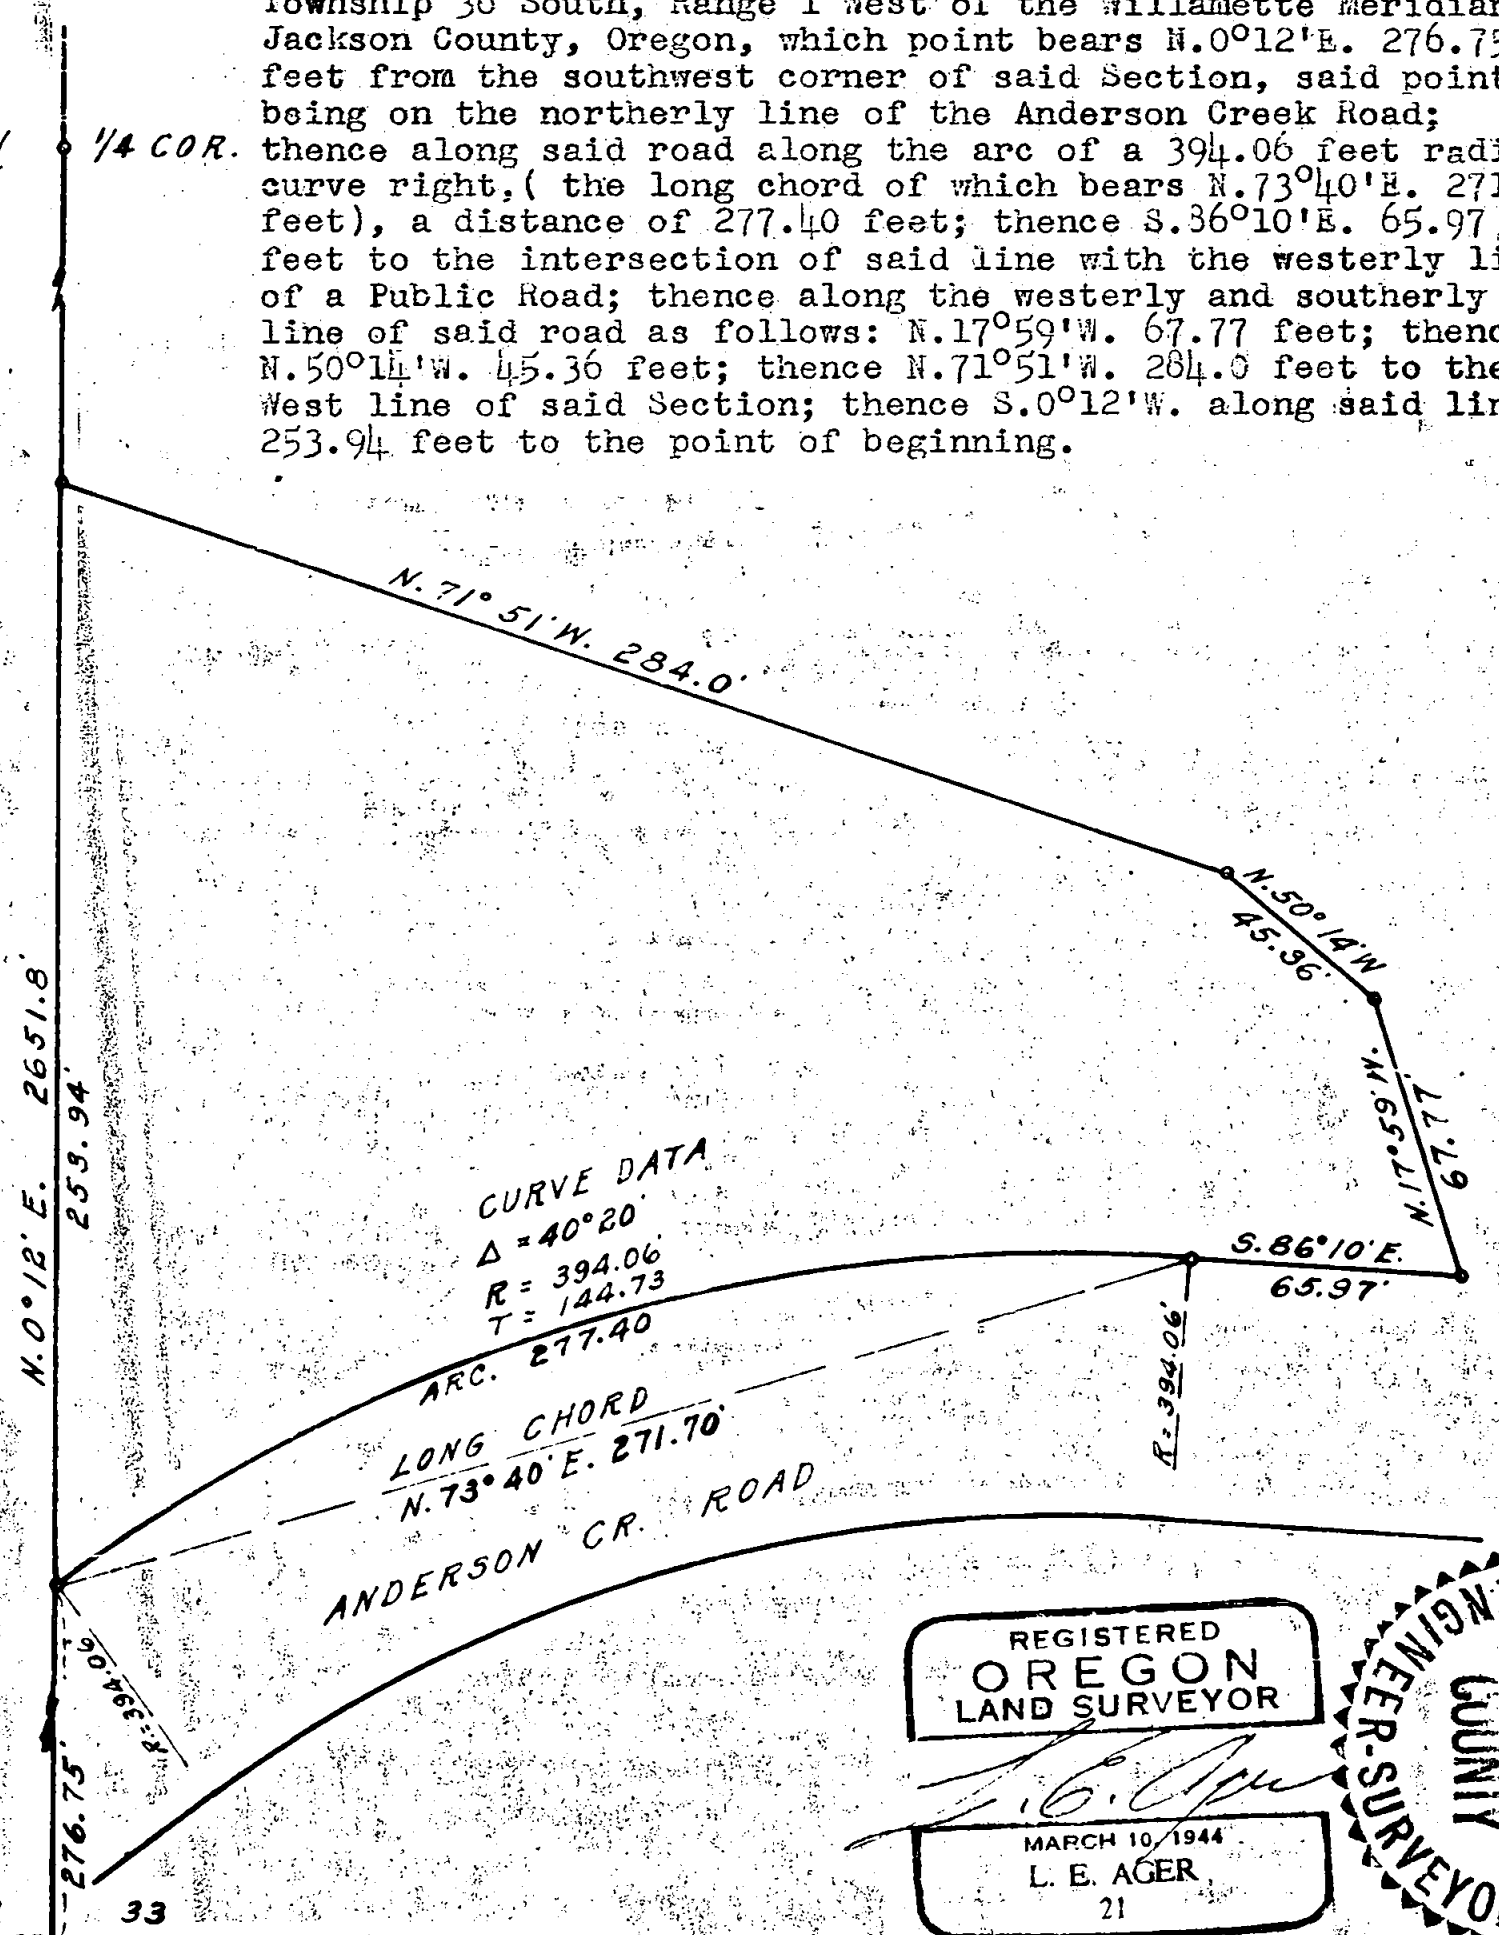 Township 38 South, Range 1 West of the Willamette Meridian
Jackson County, Oregon, which point bears N.0°12'E. 276.75
feet from the southwest corner of said Section, said point
being on the northerly line of the Anderson Creek Road;
1/4 COR.
thence along said road along the arc of a 394.06 feet radi
curve right,( the long chord of which bears N.73°40'E. 271
feet), a distance of 277.40 feet; thence S.86°10'E. 65.97
feet to the intersection of said line with the westerly li
of a Public Road; thence along the westerly and southerly
line of said road as follows: N.17°59'W. 67.77 feet; thenc
N.50°14'W. 45.36 feet; thence N.71°51'W. 284.0 feet to the
West line of said Section; thence S.0°12'W. along said lin
253.94 feet to the point of beginning.
N. 71° 51' W. 284.0'
N.50°14'W
45.36'
N.17°59'W.
67.77'
N.0°12' E. 2651.8'
253.94'
CURVE DATA
Δ = 40°20'
R = 394.06'
T = 144.73
ARC. 277.40
S.86°10'E.
65.97'
R=394.06'
LONG CHORD
N.73°40'E. 271.70'
ANDERSON CR. ROAD
R=394.06
276.75'
33
REGISTERED
OREGON
LAND SURVEYOR
L.E. Ager
MARCH 10, 1944
L. E. AGER
21
NGINEER-SURVEYO
COUNTY